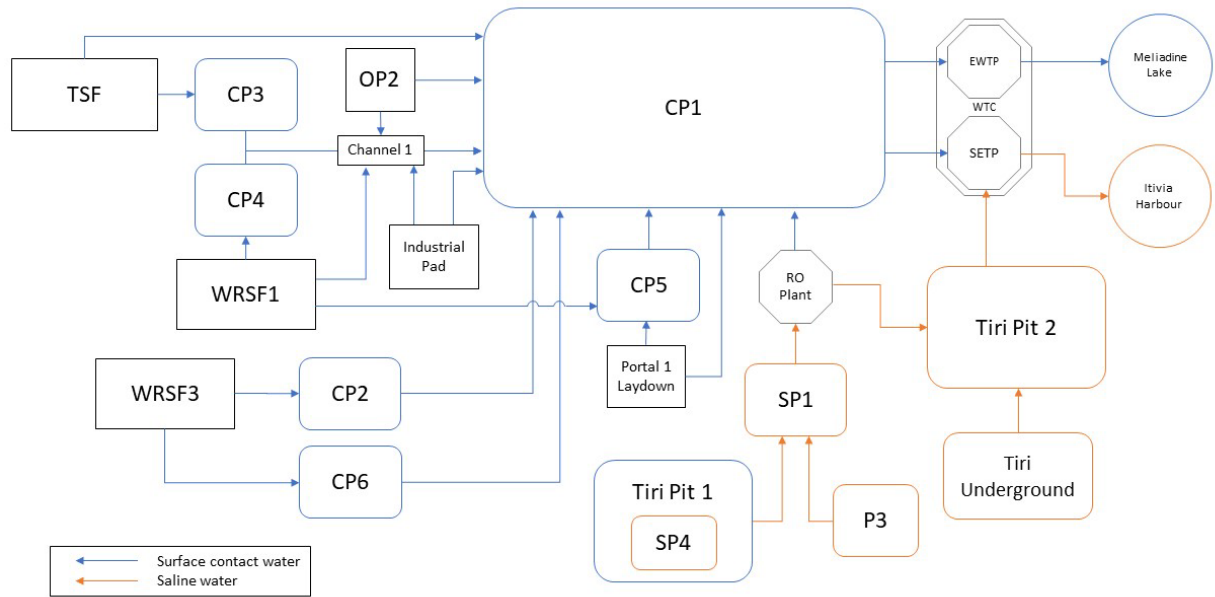 TSF
CP3
OP2
CP1
EWTP
Meliadine
Lake
WTC
Channel 1
SETP
CP4
Itivia
Harbour
Industrial
Pad
WRSF1
CP5
RO
Plant
Tiri Pit 2
Portal 1
Laydown
WRSF3
CP2
SP1
CP6
Tiri Pit 1
SP4
P3
Tiri
Underground
Surface contact water
Saline water